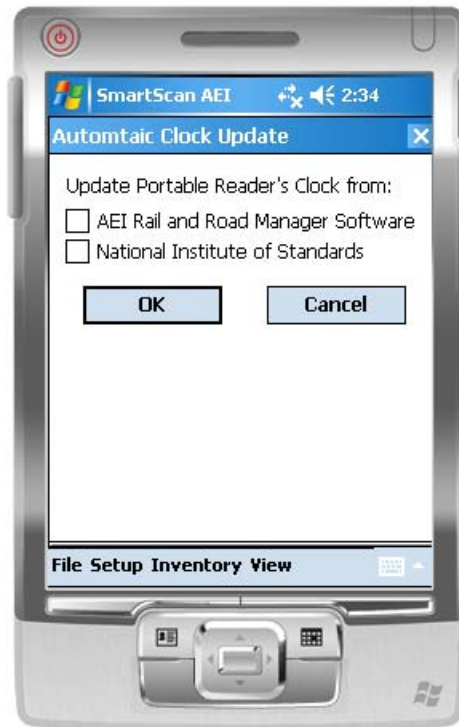 SmartScan AEI 2:34
Automtaic Clock Update
Update Portable Reader's Clock from:
AEI Rail and Road Manager Software
National Institute of Standards
OK Cancel
File Setup Inventory View